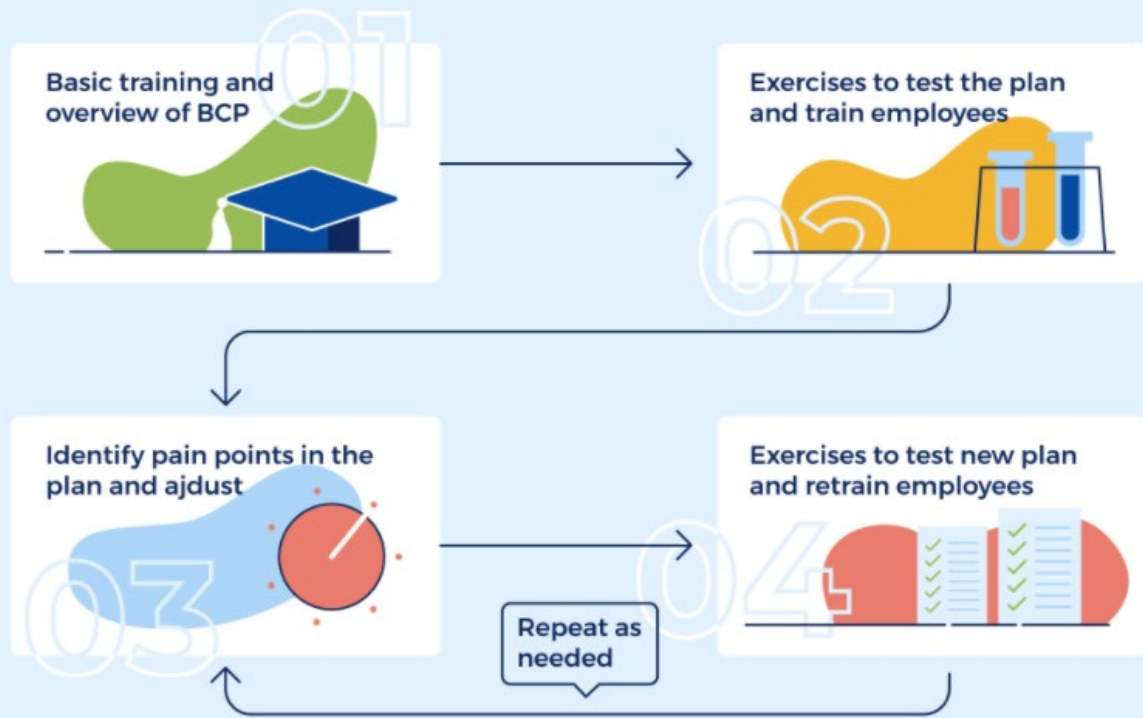 01
Basic training and
overview of BCP
02
Exercises to test the plan
and train employees
03
Identify pain points in the
plan and ajdust
04
Exercises to test new plan
and retrain employees
Repeat as
needed